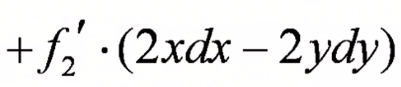 +f₂′·(2xdx − 2ydy)